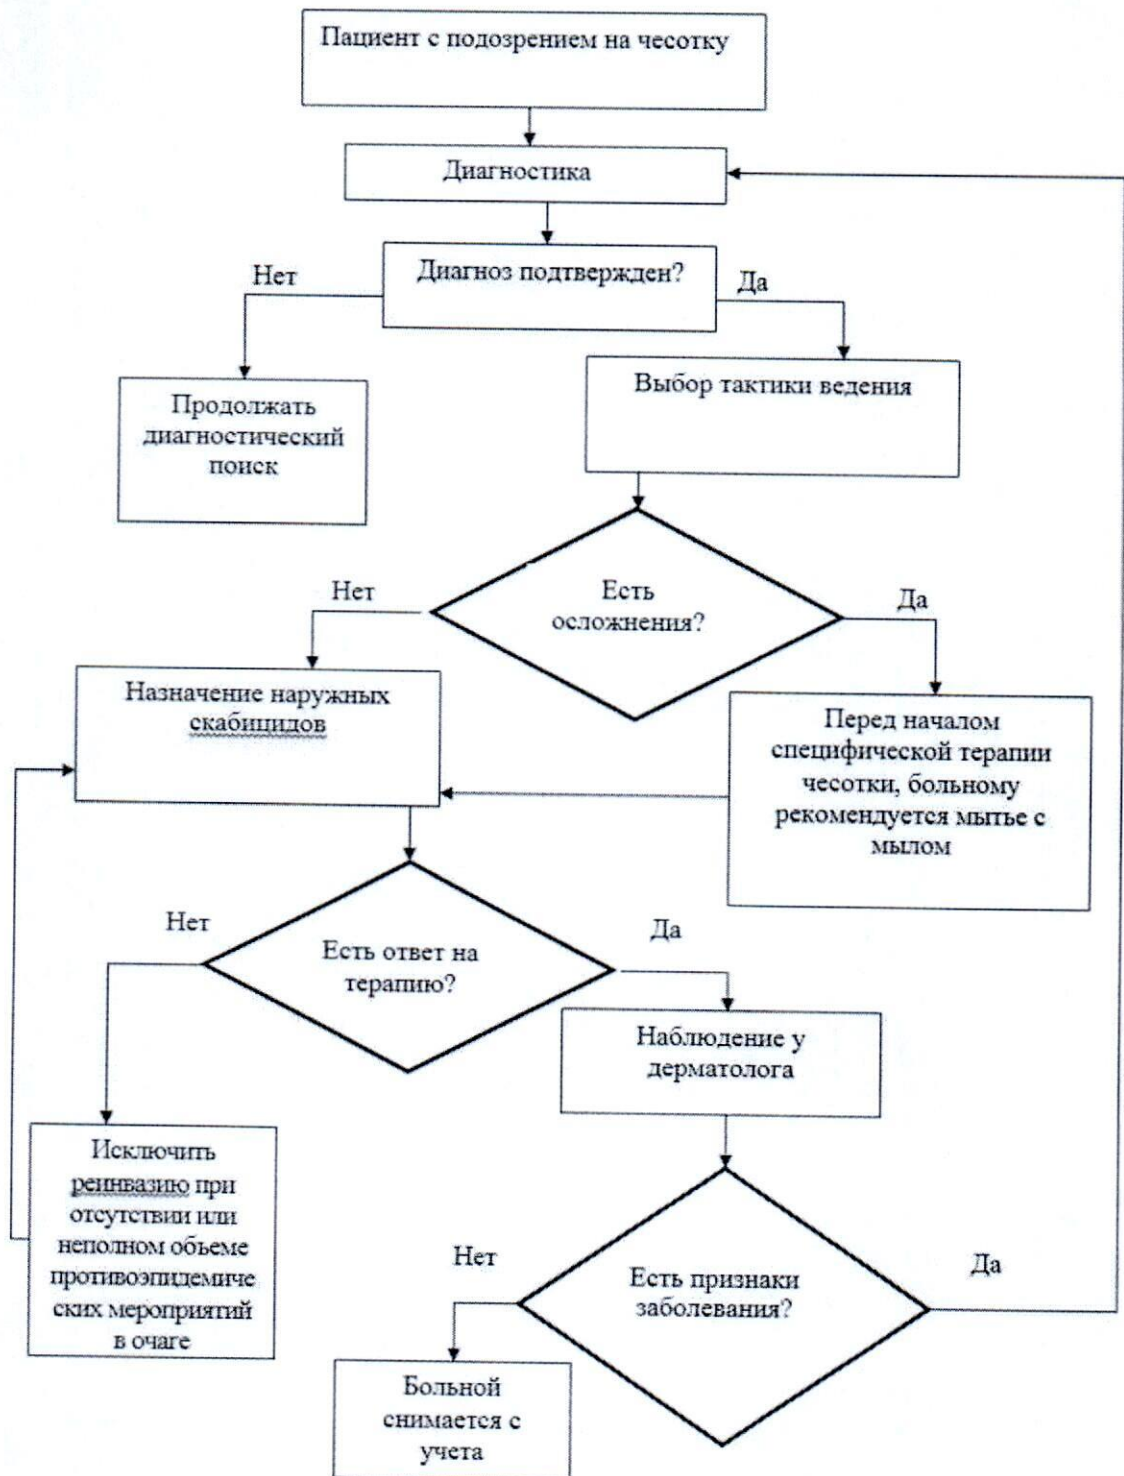 Пациент с подозрением на чесотку
Диагностика
Диагноз подтвержден?
Нет
Да
Продолжать
диагностический
поиск
Выбор тактики ведения
Есть
осложнения?
Нет
Да
Назначение наружных
скабицидов
Перед началом
специфической терапии
чесотки, больному
рекомендуется мытье с
мылом
Есть ответ на
терапию?
Нет
Да
Наблюдение у
дерматолога
Исключить
реинвазию при
отсутствии или
неполном объеме
противоэпидемиче
ских мероприятий
в очаге
Есть признаки
заболевания?
Нет
Да
Больной
снимается с
учета